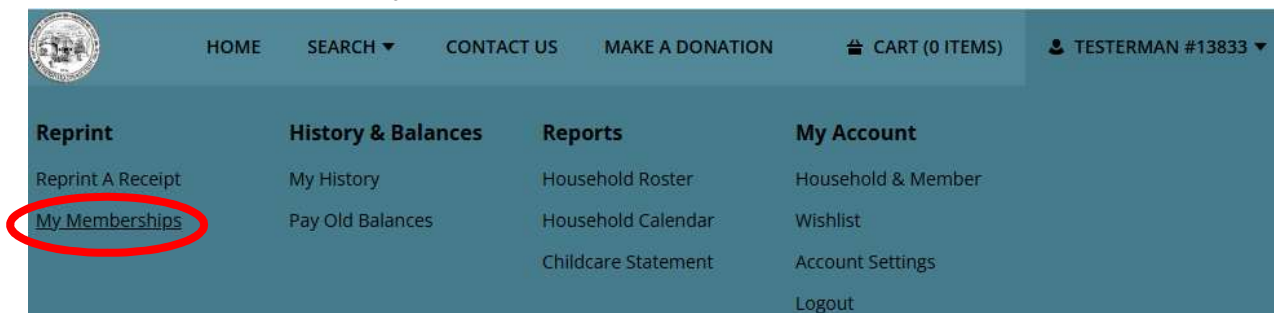 HOME SEARCH ▼ CONTACT US MAKE A DONATION CART (0 ITEMS) TESTERMAN #13833 ▼
Reprint History & Balances Reports My Account
Reprint A Receipt My History Household Roster Household & Member
My Memberships Pay Old Balances Household Calendar Wishlist
Childcare Statement Account Settings
Logout